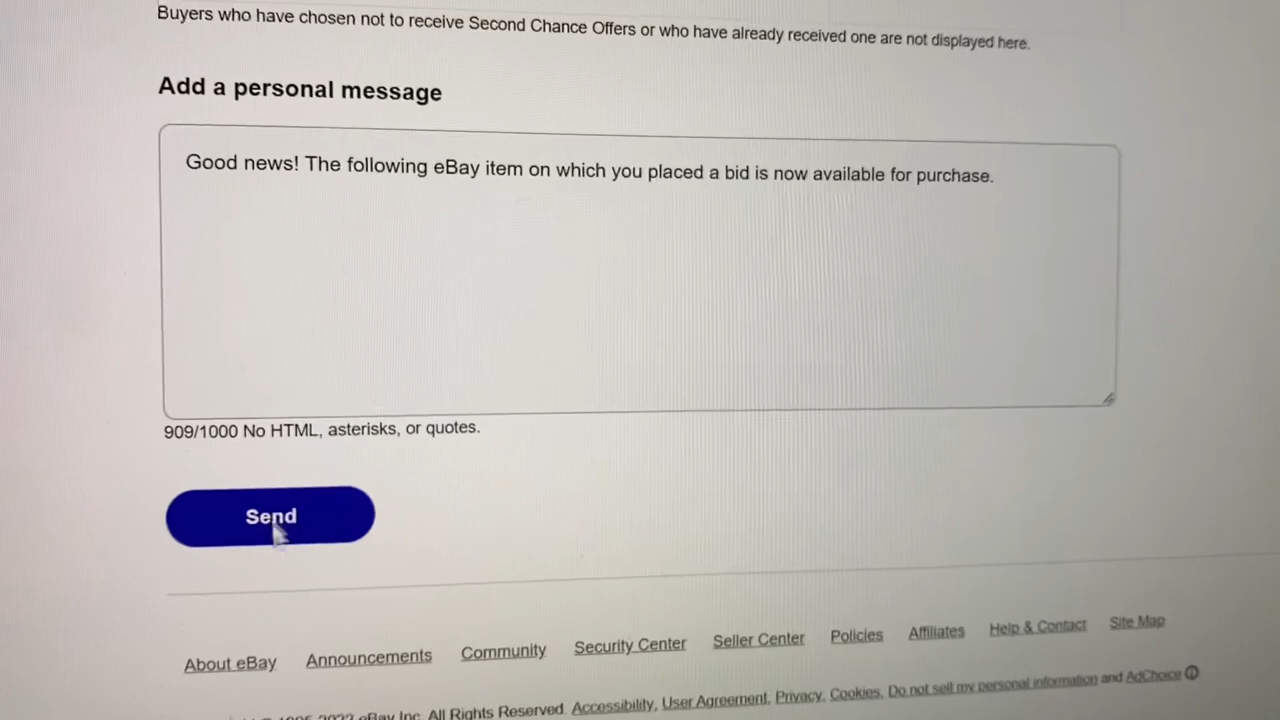 Buyers who have chosen not to receive Second Chance Offers or who have already received one are not displayed here.
Add a personal message
Good news! The following eBay item on which you placed a bid is now available for purchase.
909/1000 No HTML, asterisks, or quotes.
Send
About eBay Announcements Community Security Center Seller Center Policies Affiliates Help & Contact Site Map
eBay Inc. All Rights Reserved. Accessibility, User Agreement, Privacy, Cookies, Do not sell my personal information and AdChoice